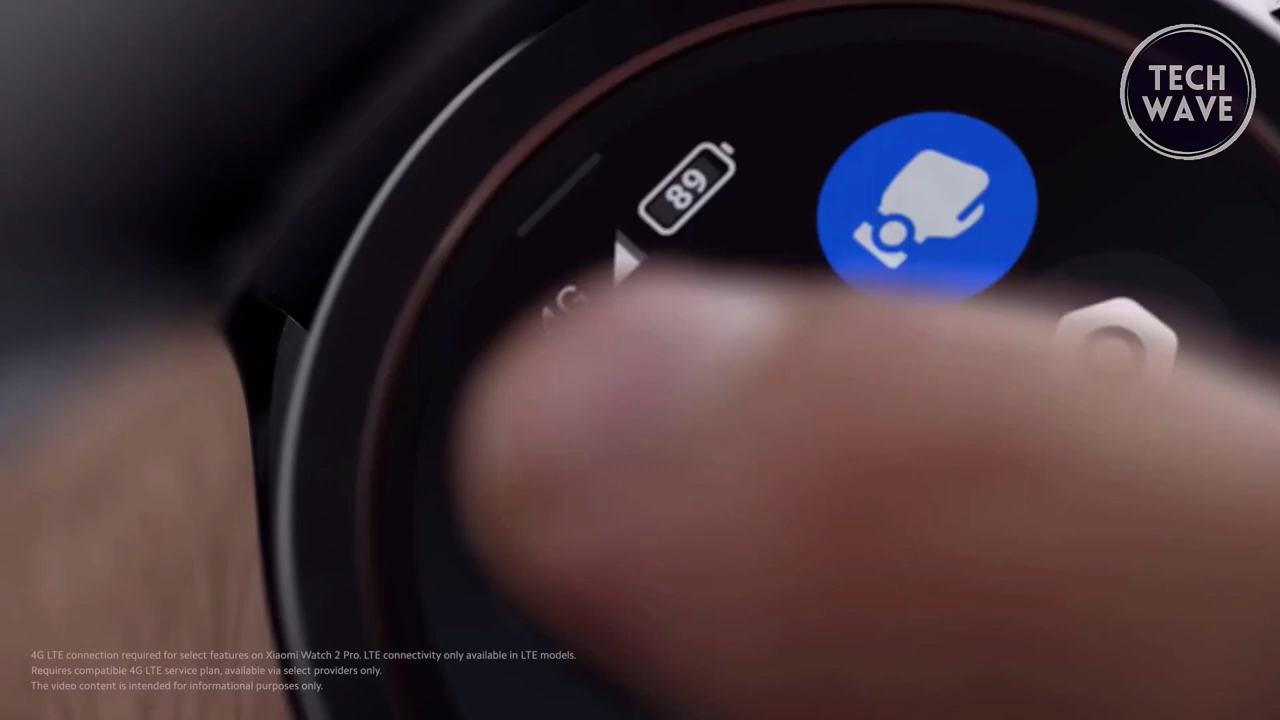 TECH
WAVE
89
4G
4G LTE connection required for select features on Xiaomi Watch 2 Pro. LTE connectivity only available in LTE models.
Requires compatible 4G LTE service plan, available via select providers only.
The video content is intended for informational purposes only.